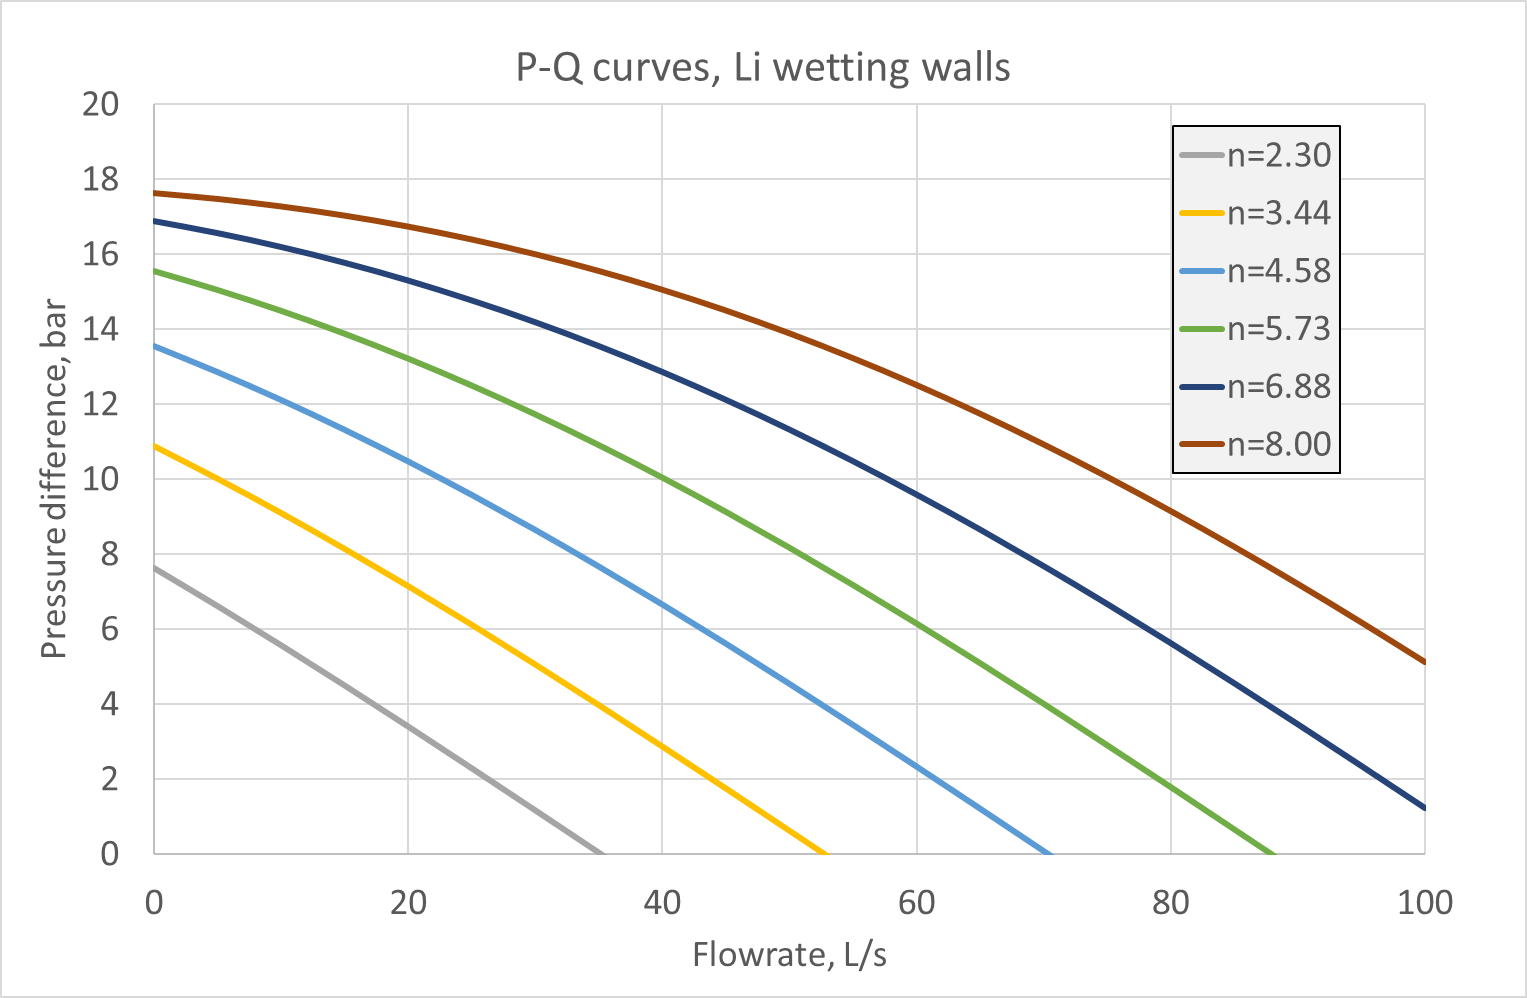 P-Q curves, Li wetting walls
20
18
16
14
12
10
8
6
4
2
0
Pressure difference, bar
n=2.30
n=3.44
n=4.58
n=5.73
n=6.88
n=8.00
0 20 40 60 80 100
Flowrate, L/s